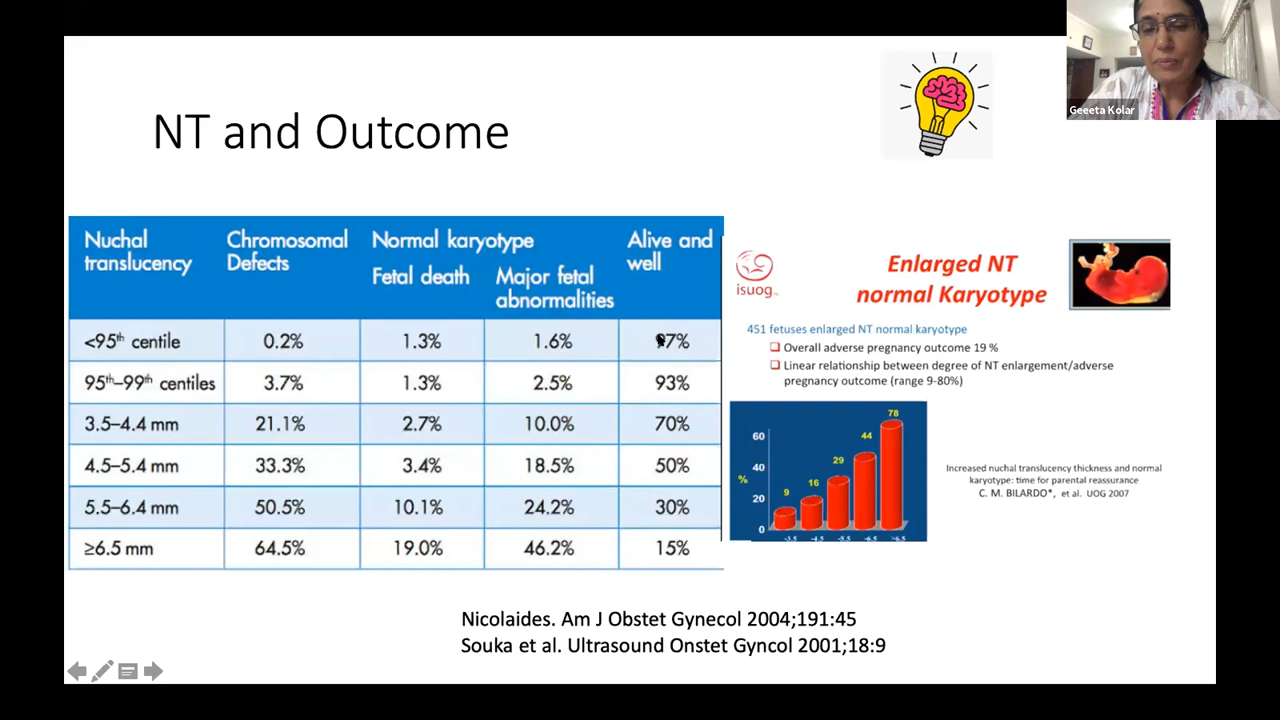 Geeeta Kolar
NT and Outcome
Nuchal translucency
Chromosomal Defects
Normal karyotype
Fetal death
Major fetal abnormalities
Alive and well
<95th centile 0.2% 1.3% 1.6% 97%
95th–99th centiles 3.7% 1.3% 2.5% 93%
3.5–4.4 mm 21.1% 2.7% 10.0% 70%
4.5–5.4 mm 33.3% 3.4% 18.5% 50%
5.5–6.4 mm 50.5% 10.1% 24.2% 30%
≥6.5 mm 64.5% 19.0% 46.2% 15%
isuog™
Enlarged NT
normal Karyotype
451 fetuses enlarged NT normal karyotype
Overall adverse pregnancy outcome 19 %
Linear relationship between degree of NT enlargement/adverse
pregnancy outcome (range 9-80%)
78
60
44
40
29
%
16
20
9
0
-3.5 -4.5 -5.5 -6.5 >6.5
Increased nuchal translucency thickness and normal
karyotype: time for parental reassurance
C. M. BILARDO*, et al. UOG 2007
Nicolaides. Am J Obstet Gynecol 2004;191:45
Souka et al. Ultrasound Onstet Gyncol 2001;18:9